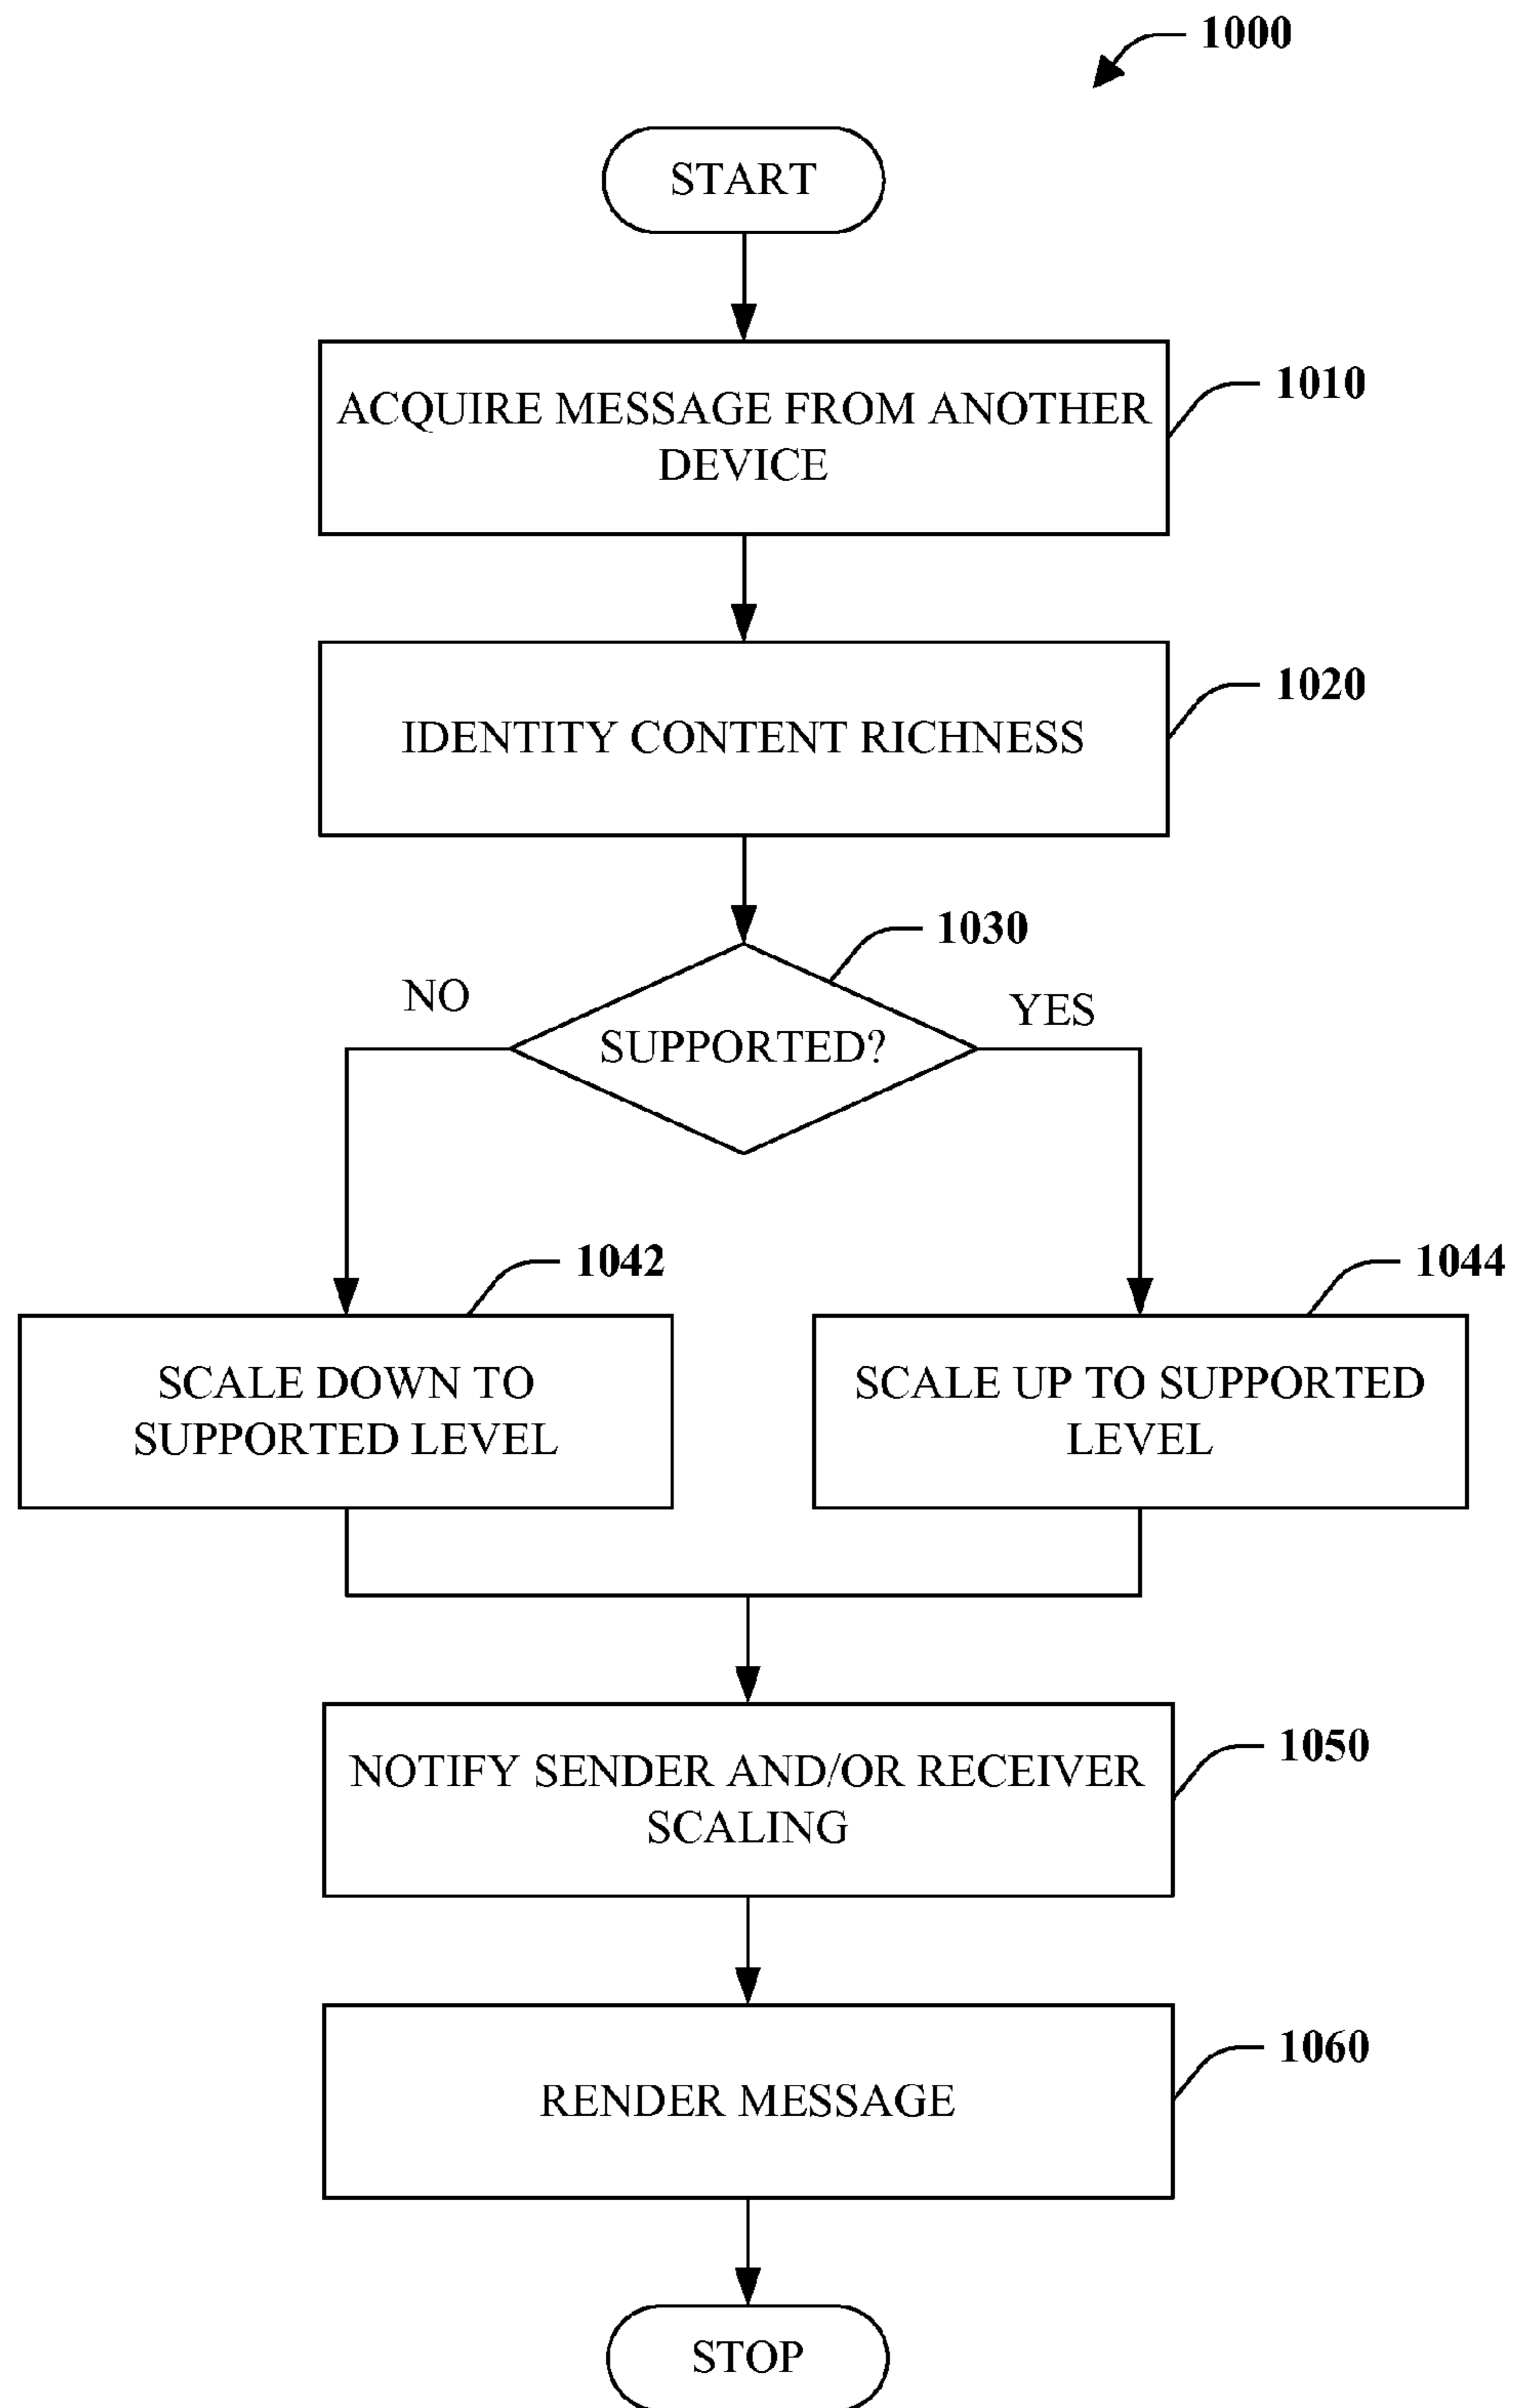 1000
START
ACQUIRE MESSAGE FROM ANOTHER
DEVICE
1010
IDENTITY CONTENT RICHNESS
1020
1030
NO
YES
SUPPORTED?
1042
1044
SCALE DOWN TO
SUPPORTED LEVEL
SCALE UP TO SUPPORTED
LEVEL
NOTIFY SENDER AND/OR RECEIVER
SCALING
1050
RENDER MESSAGE
1060
STOP